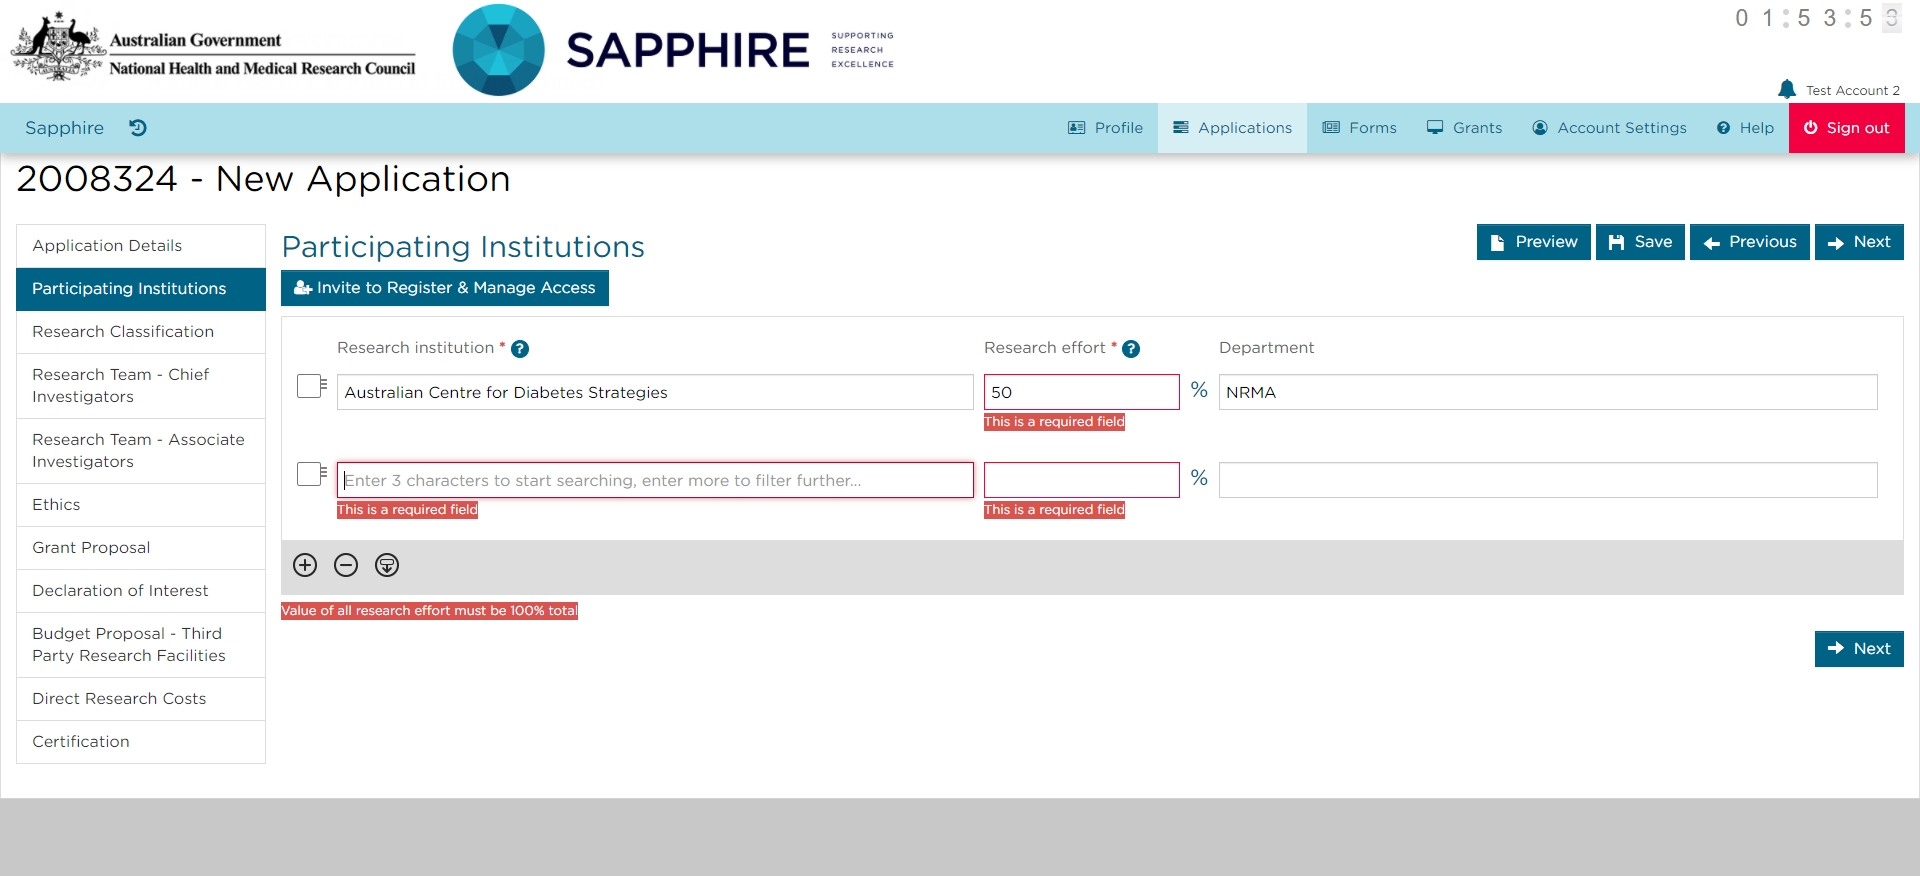 01:53:53
Australian Government
National Health and Medical Research Council
SAPPHIRE
SUPPORTING
RESEARCH
EXCELLENCE
Test Account 2
Sapphire
Profile
Applications
Forms
Grants
Account Settings
Help
Sign out
2008324 - New Application
Application Details
Participating Institutions
Research Classification
Research Team - Chief
Investigators
Research Team - Associate
Investigators
Ethics
Grant Proposal
Declaration of Interest
Budget Proposal - Third
Party Research Facilities
Direct Research Costs
Certification
Participating Institutions
Preview
Save
Previous
Next
Invite to Register & Manage Access
Research institution *
Research effort *
Department
Australian Centre for Diabetes Strategies
50
%
NRMA
This is a required field
Enter 3 characters to start searching, enter more to filter further...
%
This is a required field
This is a required field
Value of all research effort must be 100% total
Next